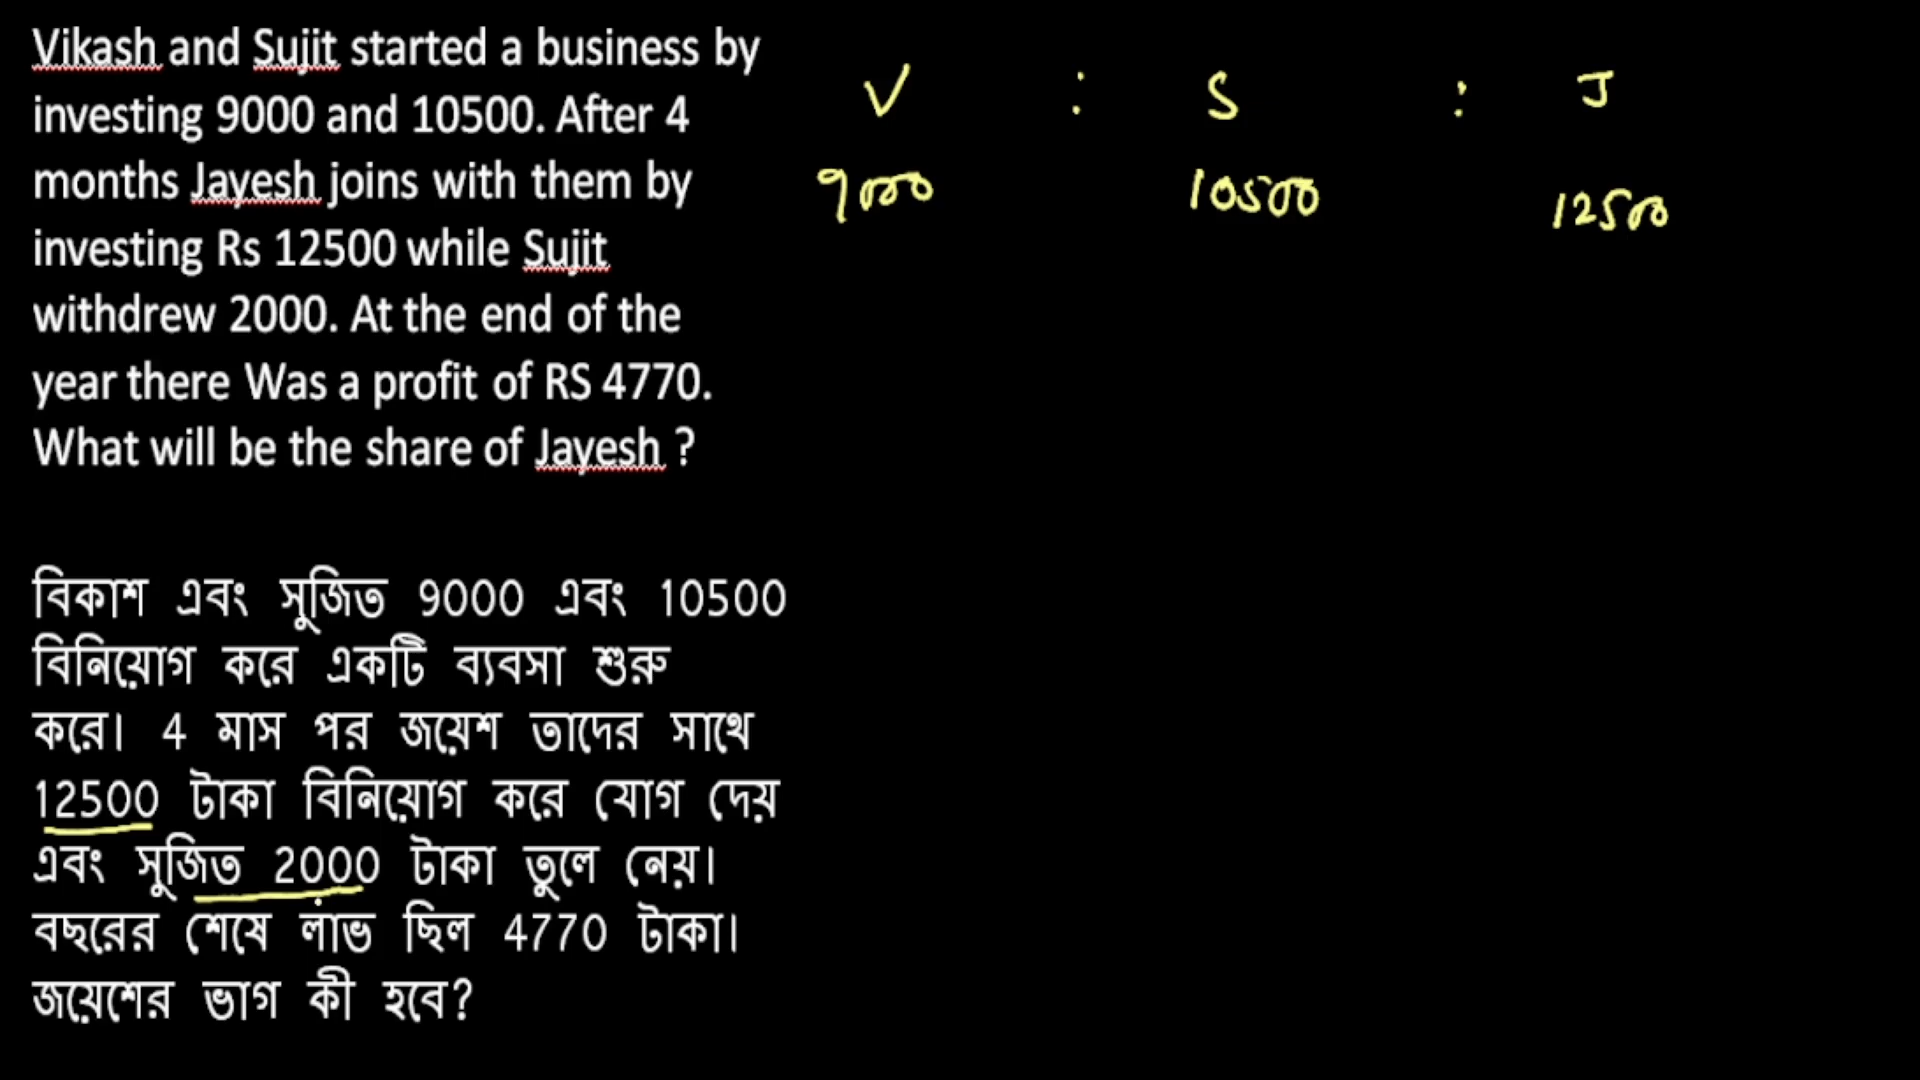 Vikash and Sujit started a business by
investing 9000 and 10500. After 4
months Jayesh joins with them by
investing Rs 12500 while Sujit
withdrew 2000. At the end of the
year there Was a profit of RS 4770.
What will be the share of Jayesh ?
বিকাশ এবং সুজিত 9000 এবং 10500
বিনিয়োগ করে একটি ব্যবসা শুরু
করে। 4 মাস পর জয়েশ তাদের সাথে
12500 টাকা বিনিয়োগ করে যোগ দেয়
এবং সুজিত 2000 টাকা তুলে নেয়।
বছরের শেষে লাভ ছিল 4770 টাকা।
জয়েশের ভাগ কী হবে?
V : S : J
9000 10500 12500